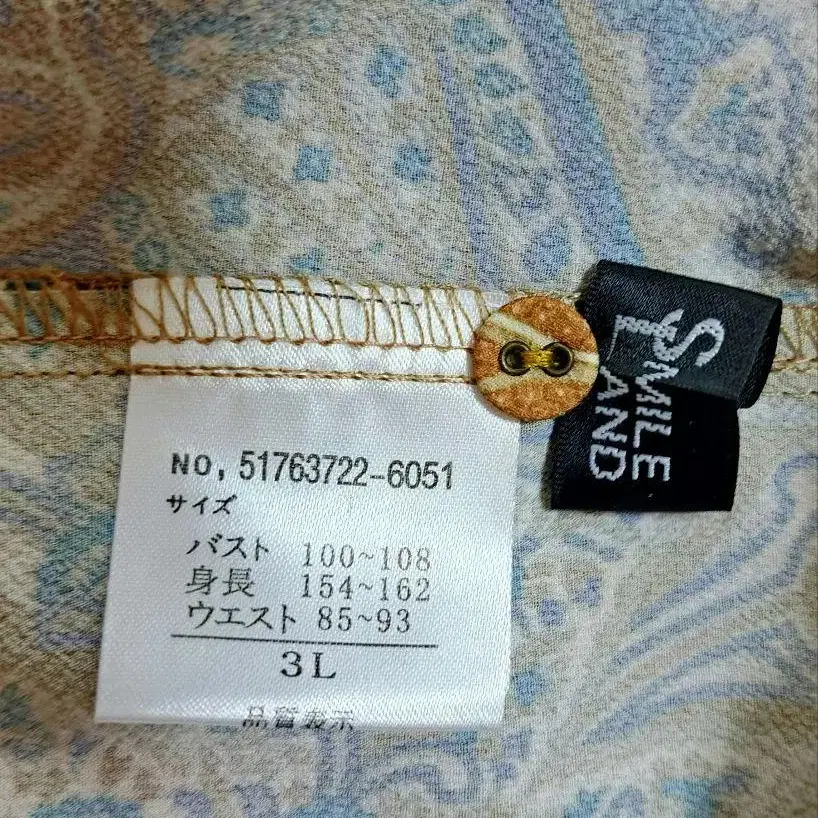 NO, 51763722-6051
サイズ
バスト 100~108
身長 154~162
ウエスト 85~93
3L
品質表示
SMILE
LAND